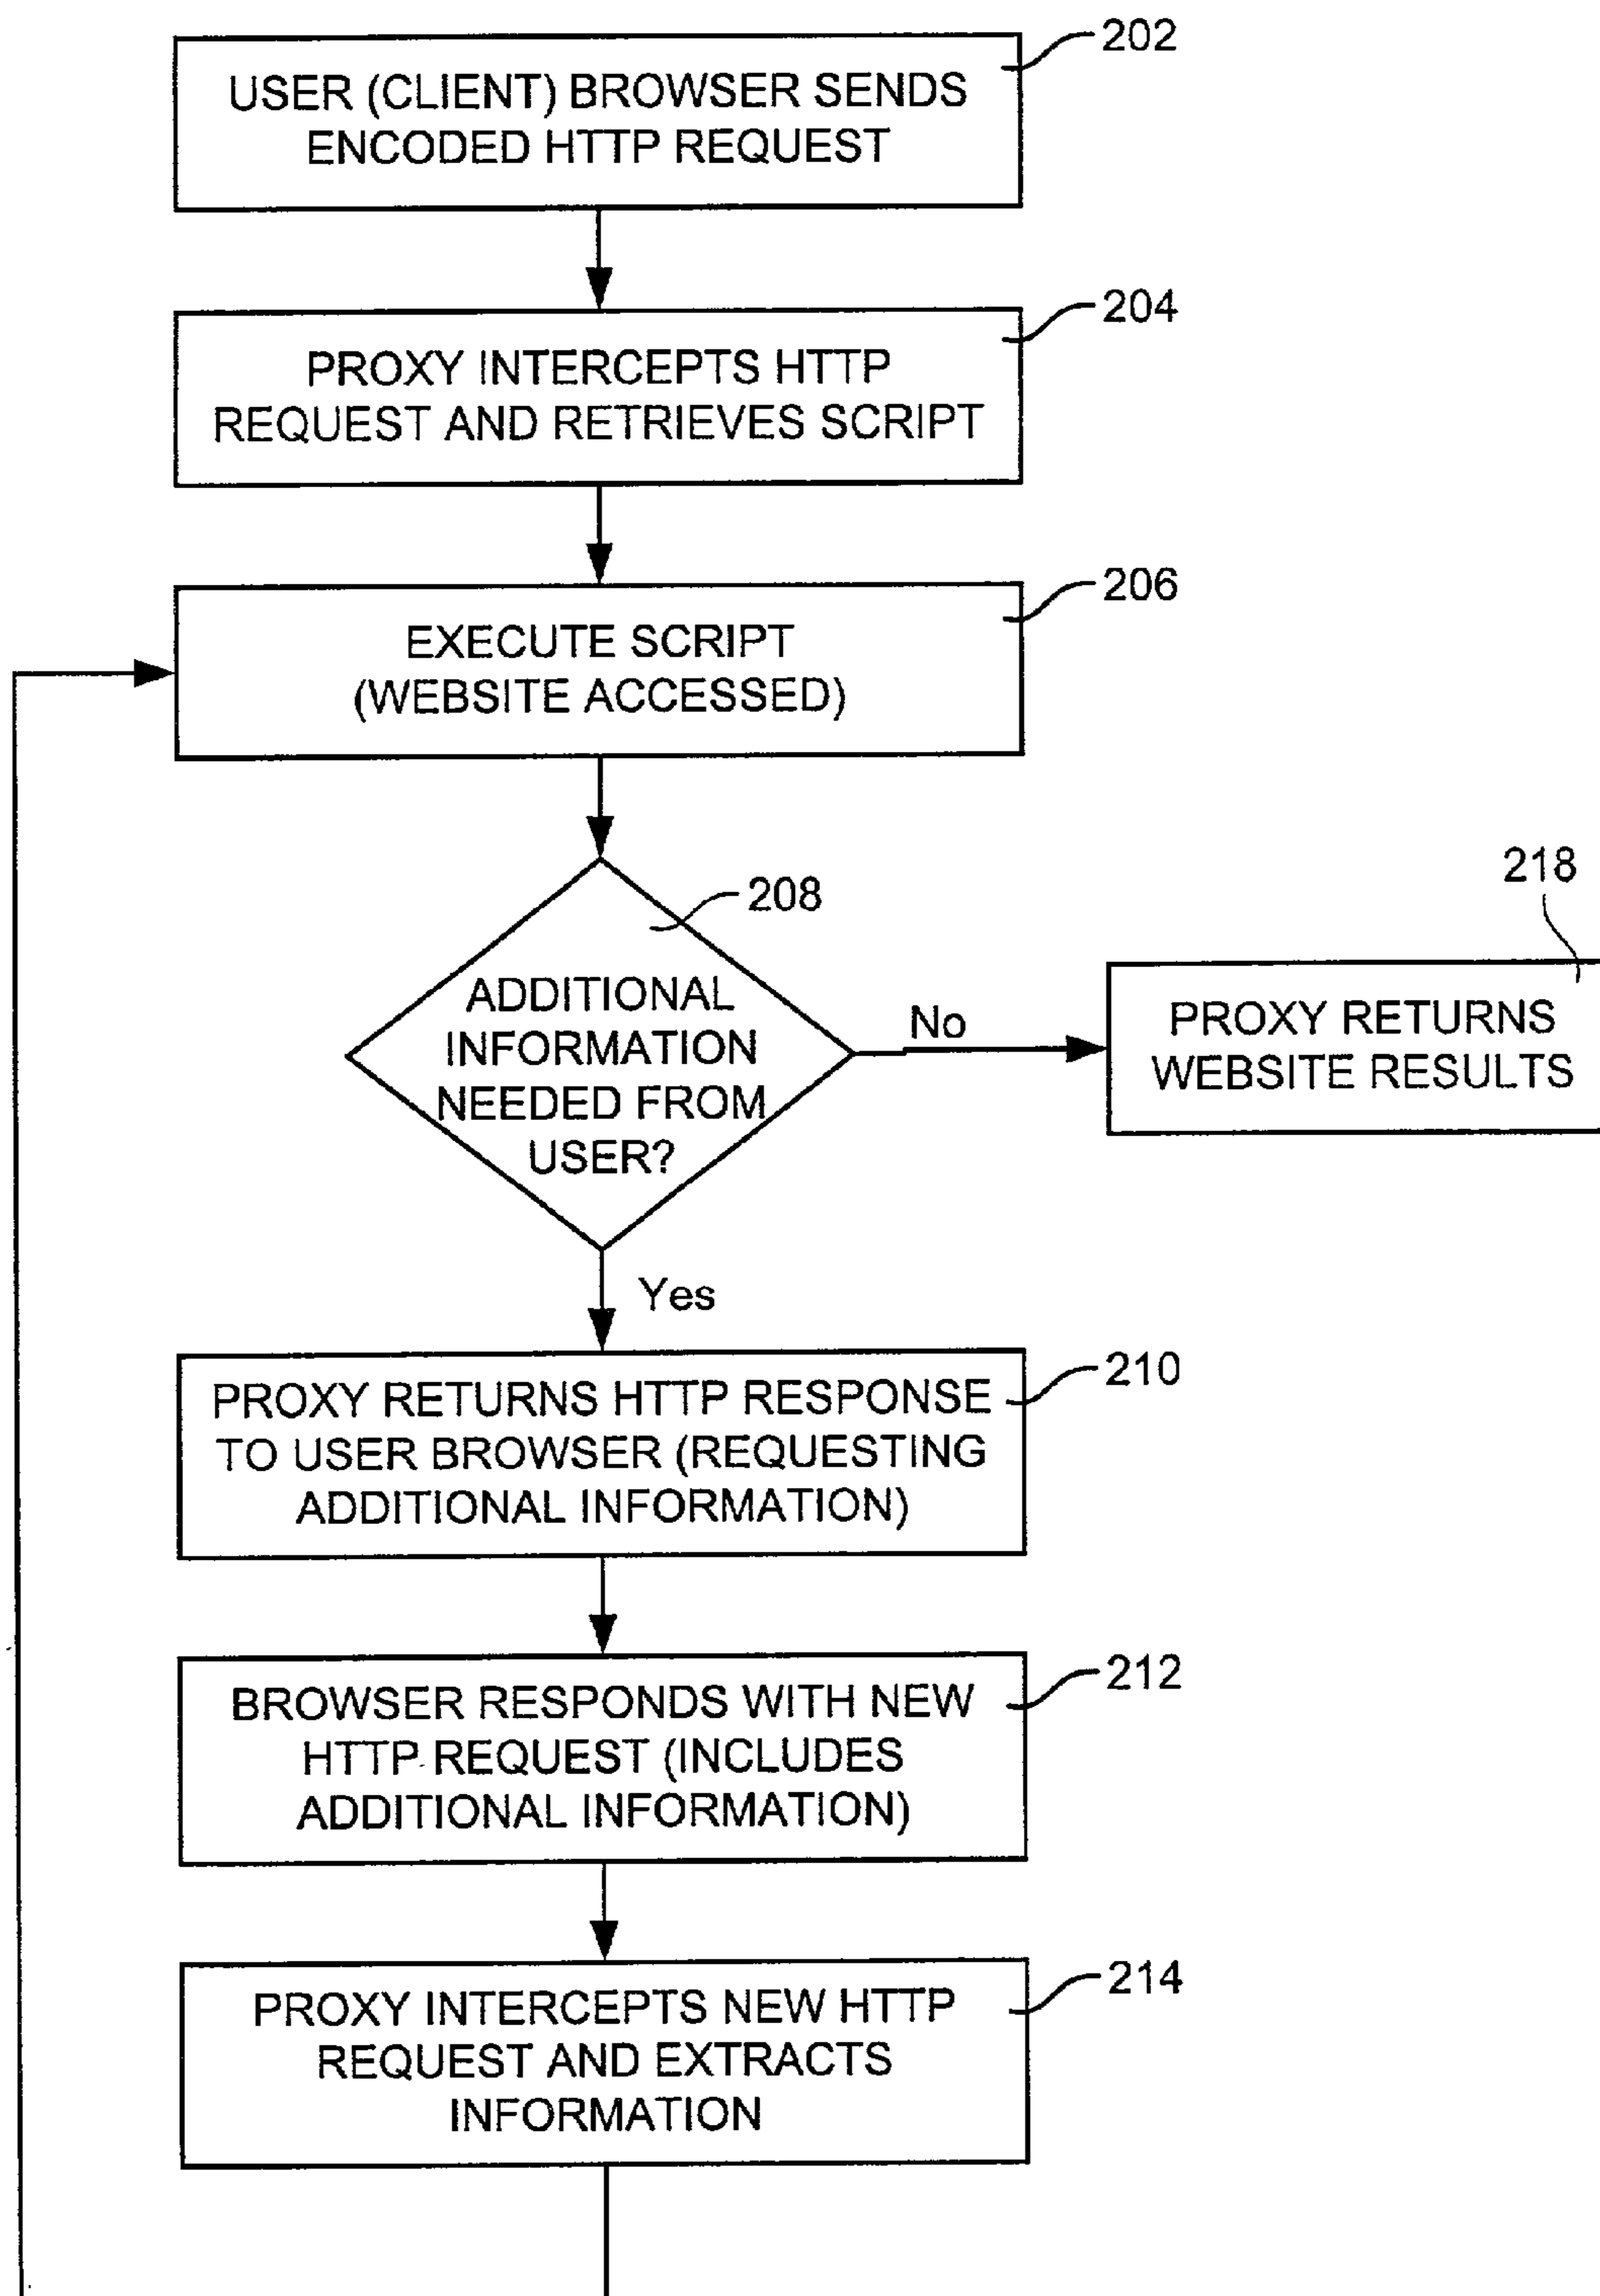 202
USER (CLIENT) BROWSER SENDS
ENCODED HTTP REQUEST
204
PROXY INTERCEPTS HTTP
REQUEST AND RETRIEVES SCRIPT
206
EXECUTE SCRIPT
(WEBSITE ACCESSED)
208
ADDITIONAL
INFORMATION
NEEDED FROM
USER?
No
218
PROXY RETURNS
WEBSITE RESULTS
Yes
210
PROXY RETURNS HTTP RESPONSE
TO USER BROWSER (REQUESTING
ADDITIONAL INFORMATION)
212
BROWSER RESPONDS WITH NEW
HTTP REQUEST (INCLUDES
ADDITIONAL INFORMATION)
214
PROXY INTERCEPTS NEW HTTP
REQUEST AND EXTRACTS
INFORMATION